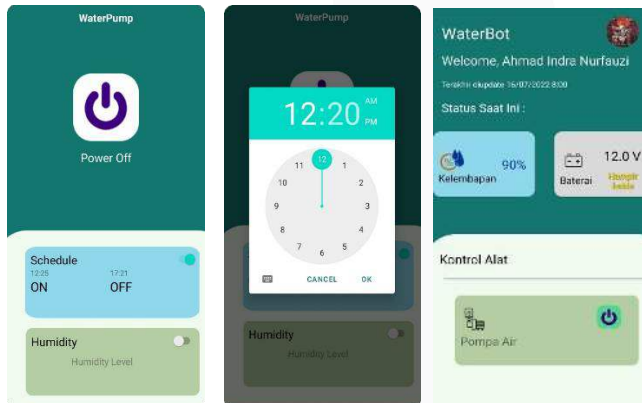 WaterPump
Power Off
Schedule
12:25
17:21
ON
OFF
Humidity
Humidity Level
WaterPump
12:20
AM
PM
12
1
2
3
4
5
6
7
8
9
10
11
CANCEL
OK
Humidity
Humidity Level
WaterBot
Welcome, Ahmad Indra Nurfauzi
Terakhir diupdate 16/07/2022 8:00
Status Saat Ini :
90%
Kelembapan
12.0 V
Baterai
Hampir
habis
Kontrol Alat
Pompa Air